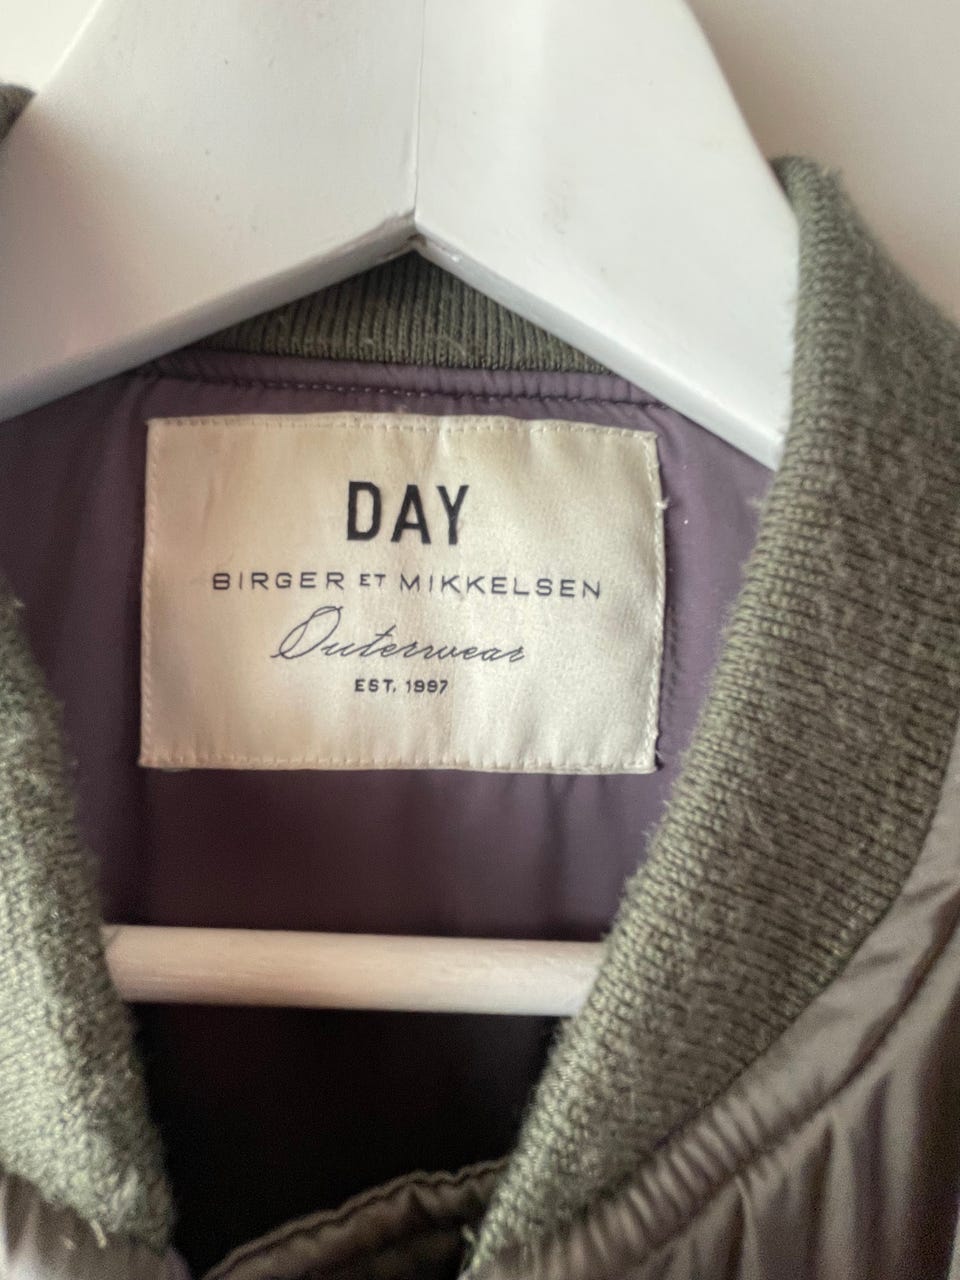 DAY
BIRGER ET MIKKELSEN
Outerwear
EST. 1997